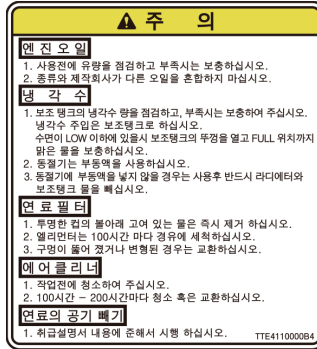 ⚠ 주 의
엔진오일
1. 사용전에 유량을 점검하고 부족시는 보충하십시오.
2. 종류와 제작회사가 다른 오일을 혼합하지 마십시오.
냉 각 수
1. 보조 탱크의 냉각수 량을 점검하고, 부족시는 보충하여 주십시오.
냉각수 주입은 보조탱크로 하십시오.
수면이 LOW 이하에 있을시 보조탱크의 뚜껑을 열고 FULL 위치까지
맑은 물을 보충하십시오.
2. 동절기는 부동액을 사용하십시오.
3. 동절기에 부동액을 넣지 않을 경우는 사용후 반드시 라디에터와
보조탱크 물을 빼십시오.
연료필터
1. 투명한 컵의 볼아래 고여 있는 물은 즉시 제거 하십시오.
2. 엘리먼터는 100시간 마다 경유에 세척하십시오.
3. 구멍이 뚫어 졌거나 변형된 경우는 교환하십시오.
에어클리너
1. 작업전에 청소하여 주십시오.
2. 100시간 - 200시간마다 청소 혹은 교환하십시오.
연료의 공기 빼기
1. 취급설명서 내용에 준해서 시행 하십시오.
TTE4110000B4